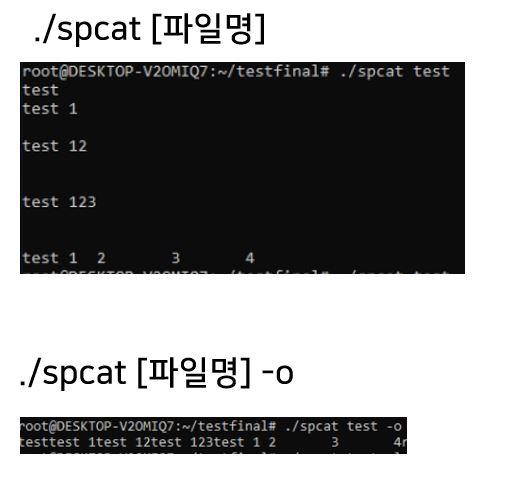 ./spcat [파일명]
root@DESKTOP-V2OMIQ7:~/testfinal# ./spcat test
test
test 1
test 12
test 123
test 1  2        3        4
./spcat [파일명] -o
root@DESKTOP-V2OMIQ7:~/testfinal# ./spcat test -o
testtest 1test 12test 123test 1 2       3       4r